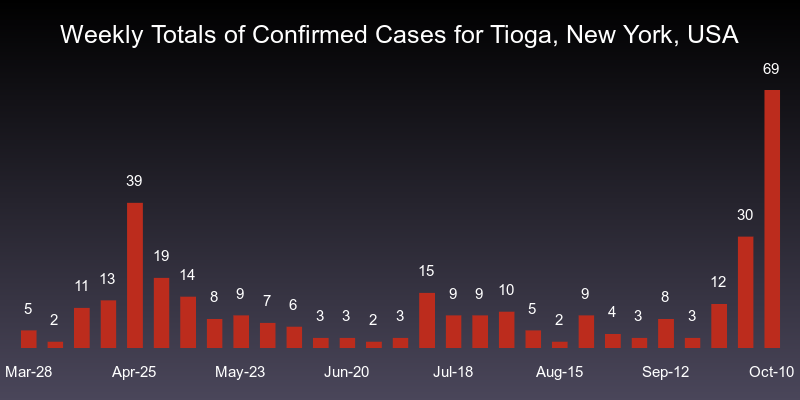 Weekly Totals of Confirmed Cases for Tioga, New York, USA
5 2 11 13 39 19 14 8 9 7 6 3 3 2 3 15 9 9 10 5 2 9 4 3 8 3 12 30 69
Mar-28 Apr-25 May-23 Jun-20 Jul-18 Aug-15 Sep-12 Oct-10